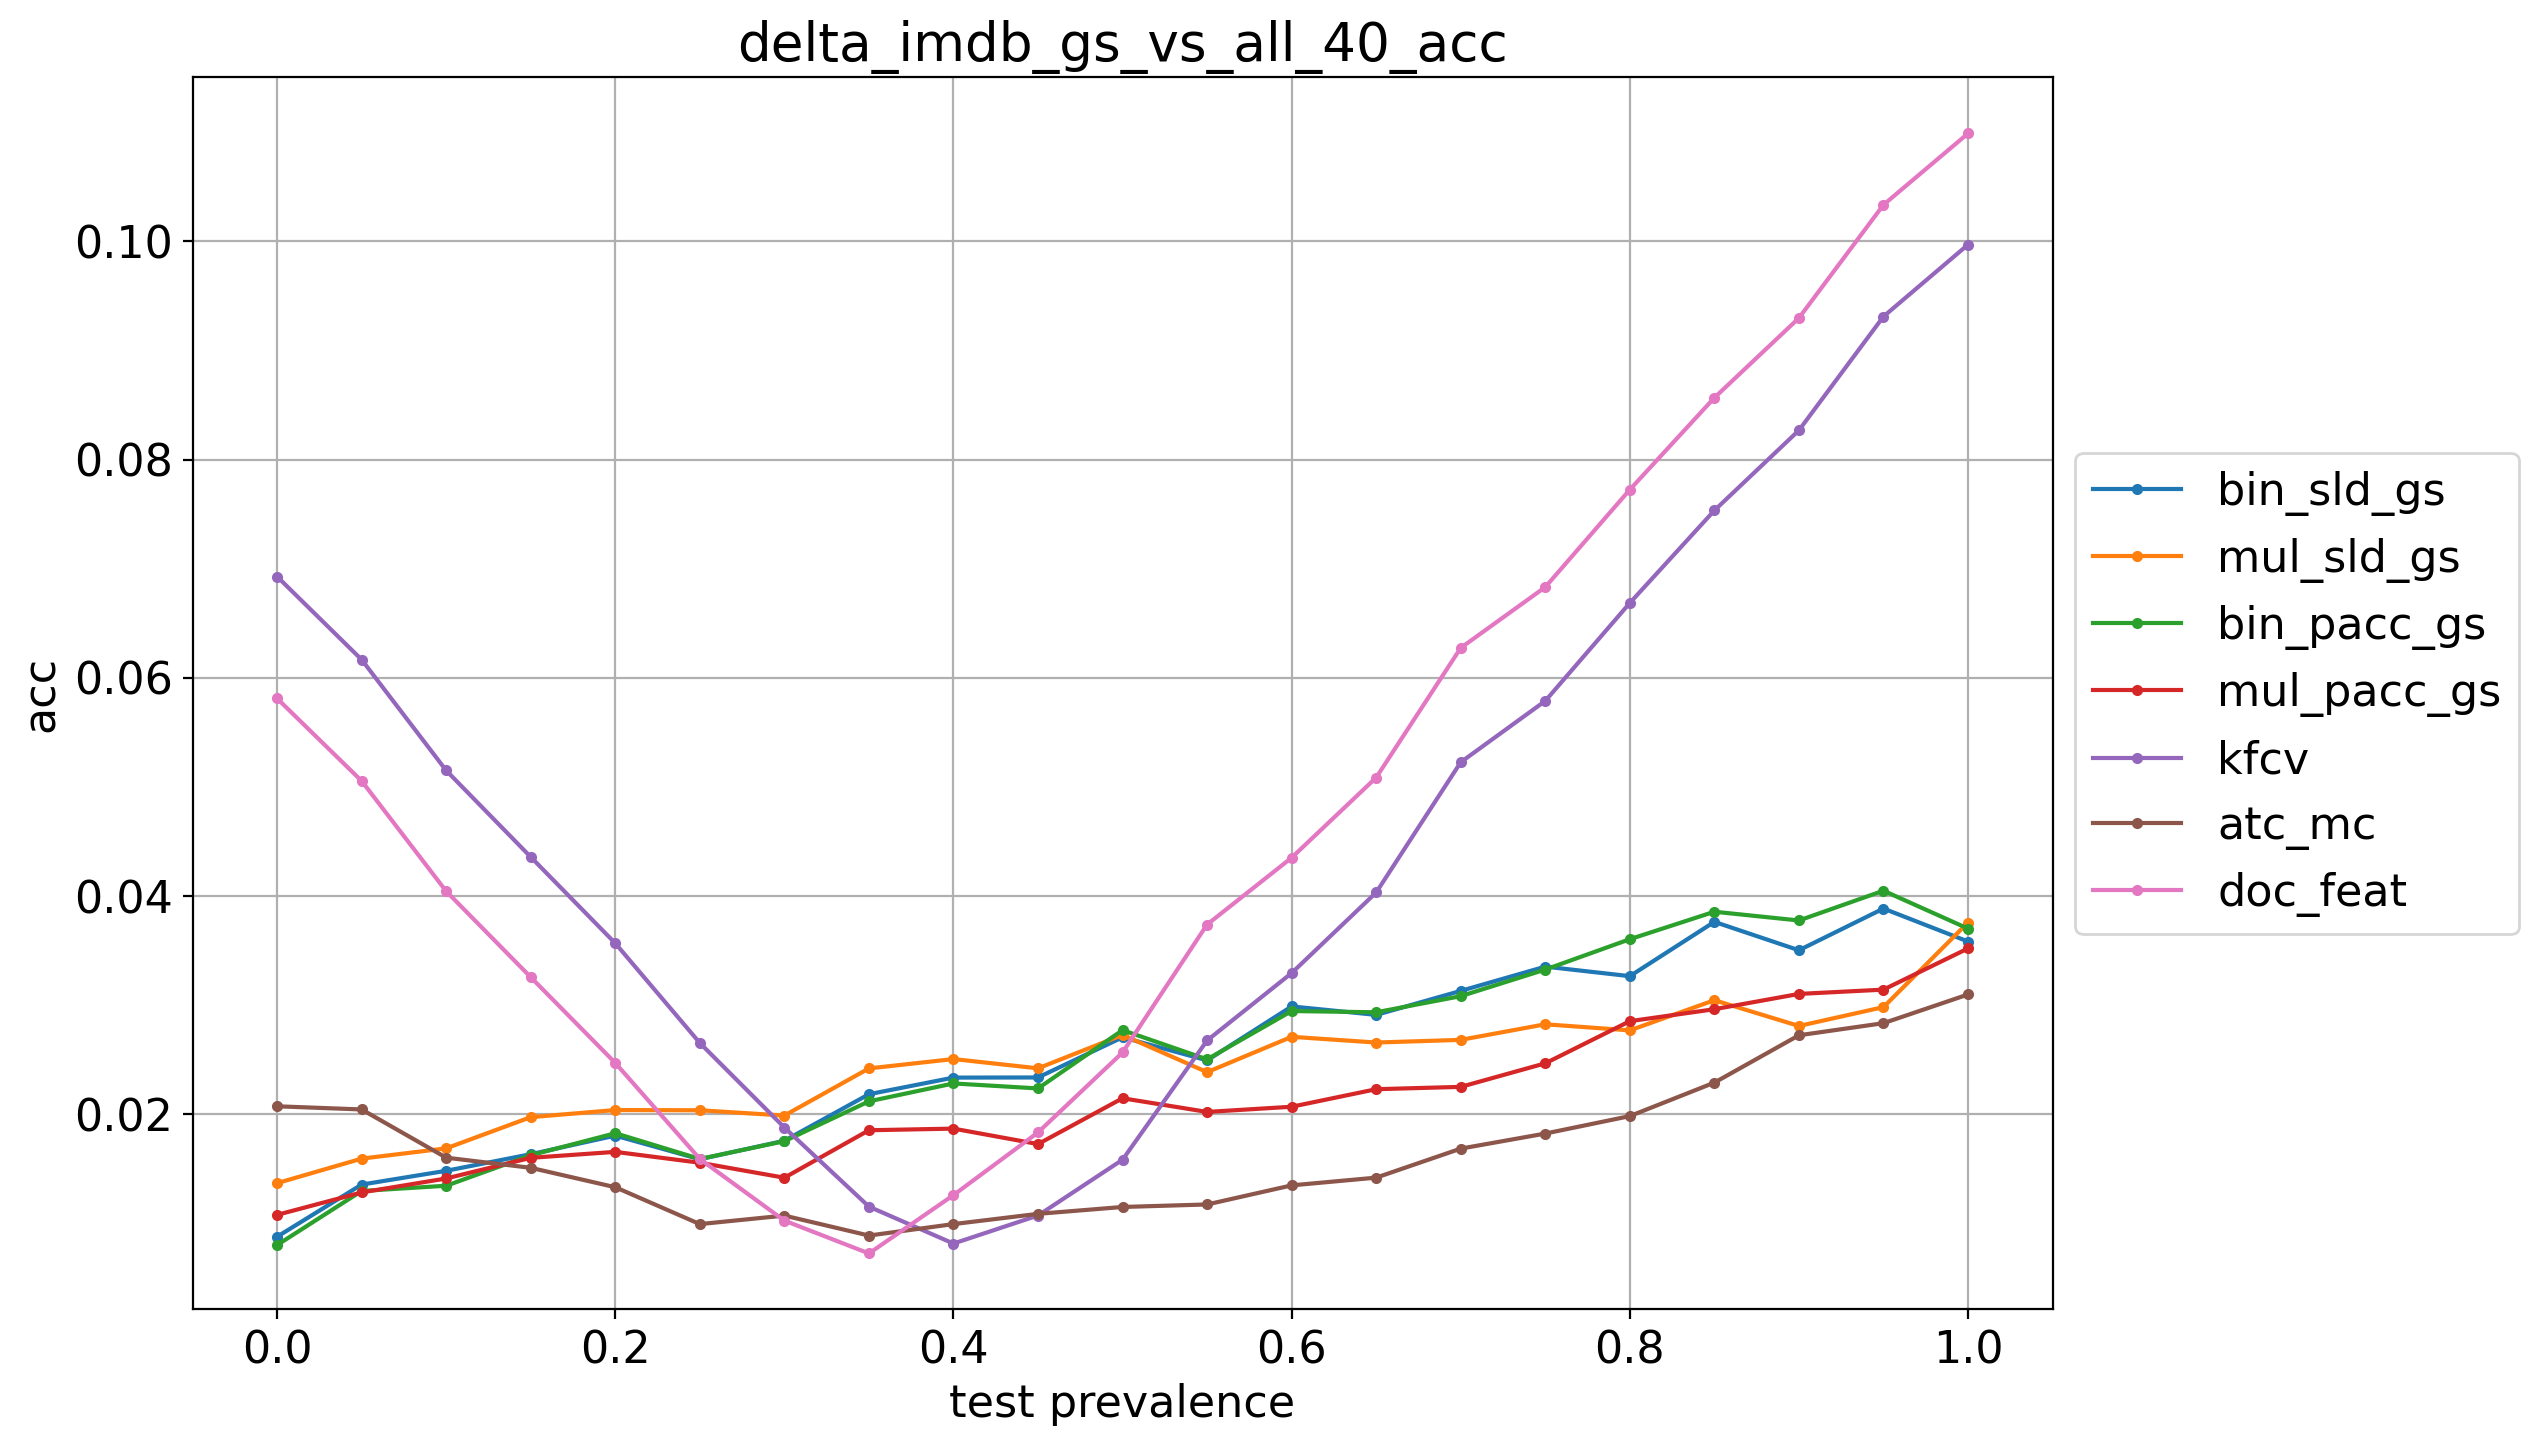 delta_imdb_gs_vs_all_40_acc
acc
0.10
0.08
0.06
0.04
0.02
0.0 0.2 0.4 0.6 0.8 1.0
test prevalence
bin_sld_gs
mul_sld_gs
bin_pacc_gs
mul_pacc_gs
kfcv
atc_mc
doc_feat